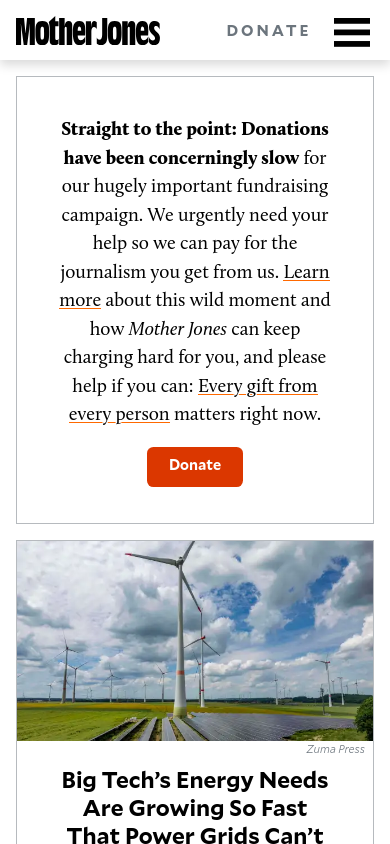 Mother Jones
DONATE
Straight to the point: Donations
have been concerningly slow for
our hugely important fundraising
campaign. We urgently need your
help so we can pay for the
journalism you get from us. Learn
more about this wild moment and
how Mother Jones can keep
charging hard for you, and please
help if you can: Every gift from
every person matters right now.
Donate
Zuma Press
Big Tech’s Energy Needs
Are Growing So Fast
That Power Grids Can’t